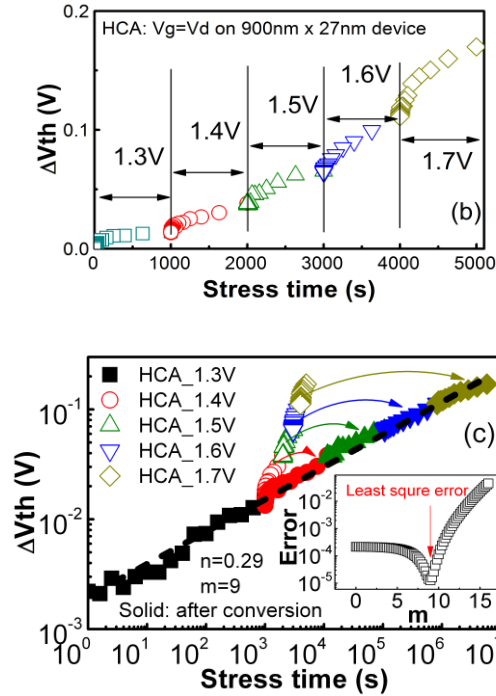 HCA: Vg=Vd on 900nm x 27nm device
0.2
0.1
0.0
ΔVth (V)
1.3V
1.4V
1.5V
1.6V
1.7V
(b)
0 1000 2000 3000 4000 5000
Stress time (s)
HCA_1.3V
HCA_1.4V
HCA_1.5V
HCA_1.6V
HCA_1.7V
(c)
10⁻¹
10⁻²
10⁻³
ΔVth (V)
n=0.29
m=9
Solid: after conversion
Least squre error
Error
10⁻²
10⁻³
10⁻⁴
10⁻⁵
0 5 10 15
m
10⁰ 10¹ 10² 10³ 10⁴ 10⁵ 10⁶ 10⁷
Stress time (s)